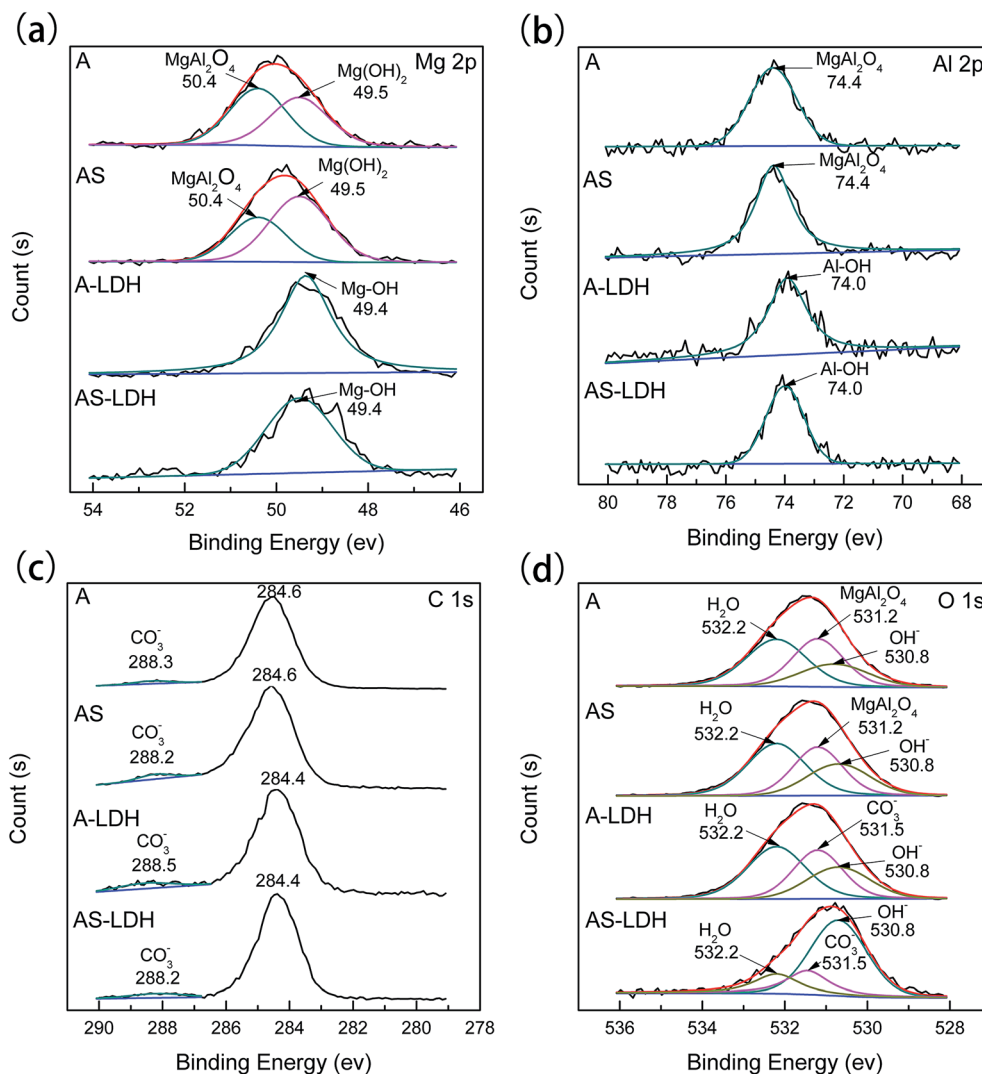 (a)
A
Mg 2p
MgAl₂O₄
50.4
Mg(OH)₂
49.5
AS
MgAl₂O₄
50.4
Mg(OH)₂
49.5
A-LDH
Mg-OH
49.4
AS-LDH
Mg-OH
49.4
Count (s)
54 52 50 48 46
Binding Energy (ev)
(b)
A
Al 2p
MgAl₂O₄
74.4
AS
MgAl₂O₄
74.4
A-LDH
Al-OH
74.0
AS-LDH
Al-OH
74.0
Count (s)
80 78 76 74 72 70 68
Binding Energy (ev)
(c)
A
C 1s
284.6
CO₃⁻
288.3
AS
284.6
CO₃⁻
288.2
A-LDH
284.4
CO₃⁻
288.5
AS-LDH
284.4
CO₃⁻
288.2
Count (s)
290 288 286 284 282 280 278
Binding Energy (ev)
(d)
A
O 1s
H₂O
532.2
MgAl₂O₄
531.2
OH⁻
530.8
AS
H₂O
532.2
MgAl₂O₄
531.2
OH⁻
530.8
A-LDH
H₂O
532.2
CO₃⁻
531.5
OH⁻
530.8
AS-LDH
H₂O
532.2
CO₃⁻
531.5
OH⁻
530.8
Count (s)
536 534 532 530 528
Binding Energy (ev)